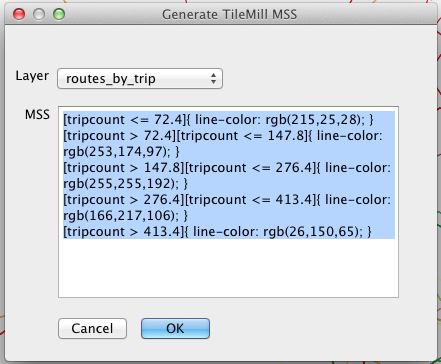 Generate TileMill MSS
Layer routes_by_trip
MSS
[tripcount <= 72.4]{ line-color: rgb(215,25,28); }
[tripcount > 72.4][tripcount <= 147.8]{ line-color:
rgb(253,174,97); }
[tripcount > 147.8][tripcount <= 276.4]{ line-color:
rgb(255,255,192); }
[tripcount > 276.4][tripcount <= 413.4]{ line-color:
rgb(166,217,106); }
[tripcount > 413.4]{ line-color: rgb(26,150,65); }
Cancel OK